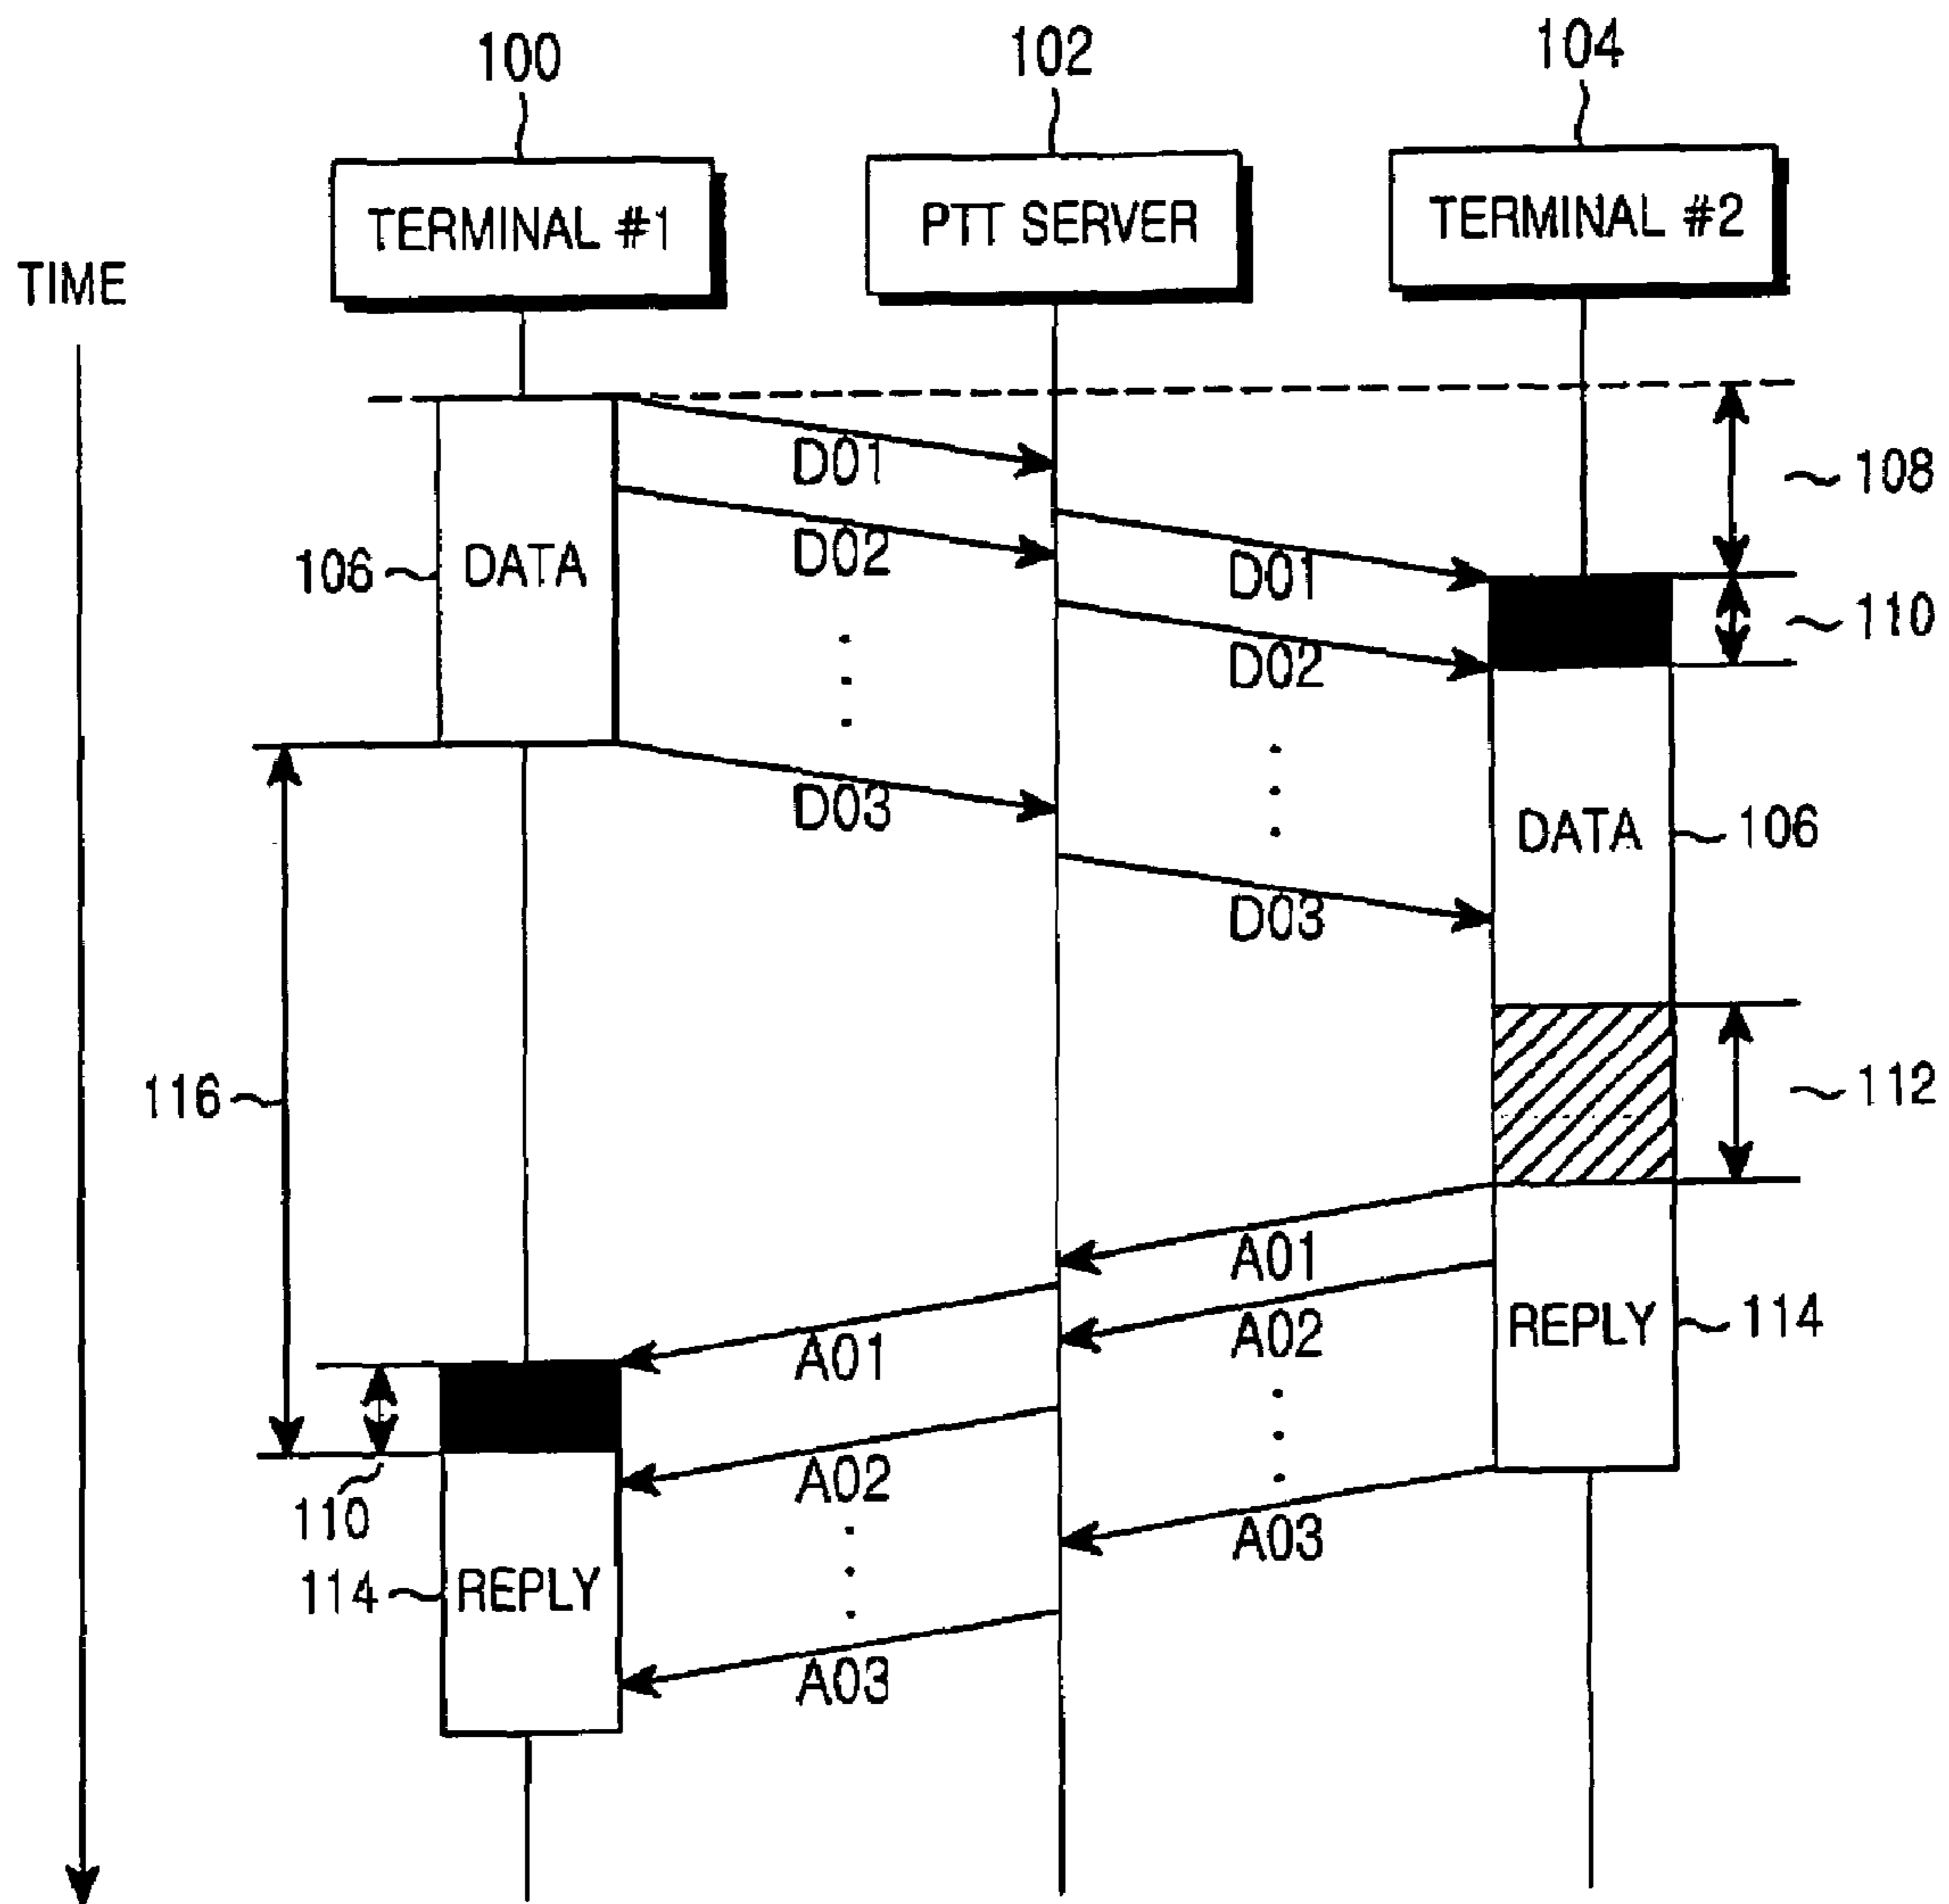 100
102
104
TERMINAL #1
PTT SERVER
TERMINAL #2
TIME
D01
108
D02
106
DATA
D01
110
D02
D03
DATA
106
D03
116
112
A01
A02
REPLY
114
A01
A02
110
A03
114
REPLY
A03